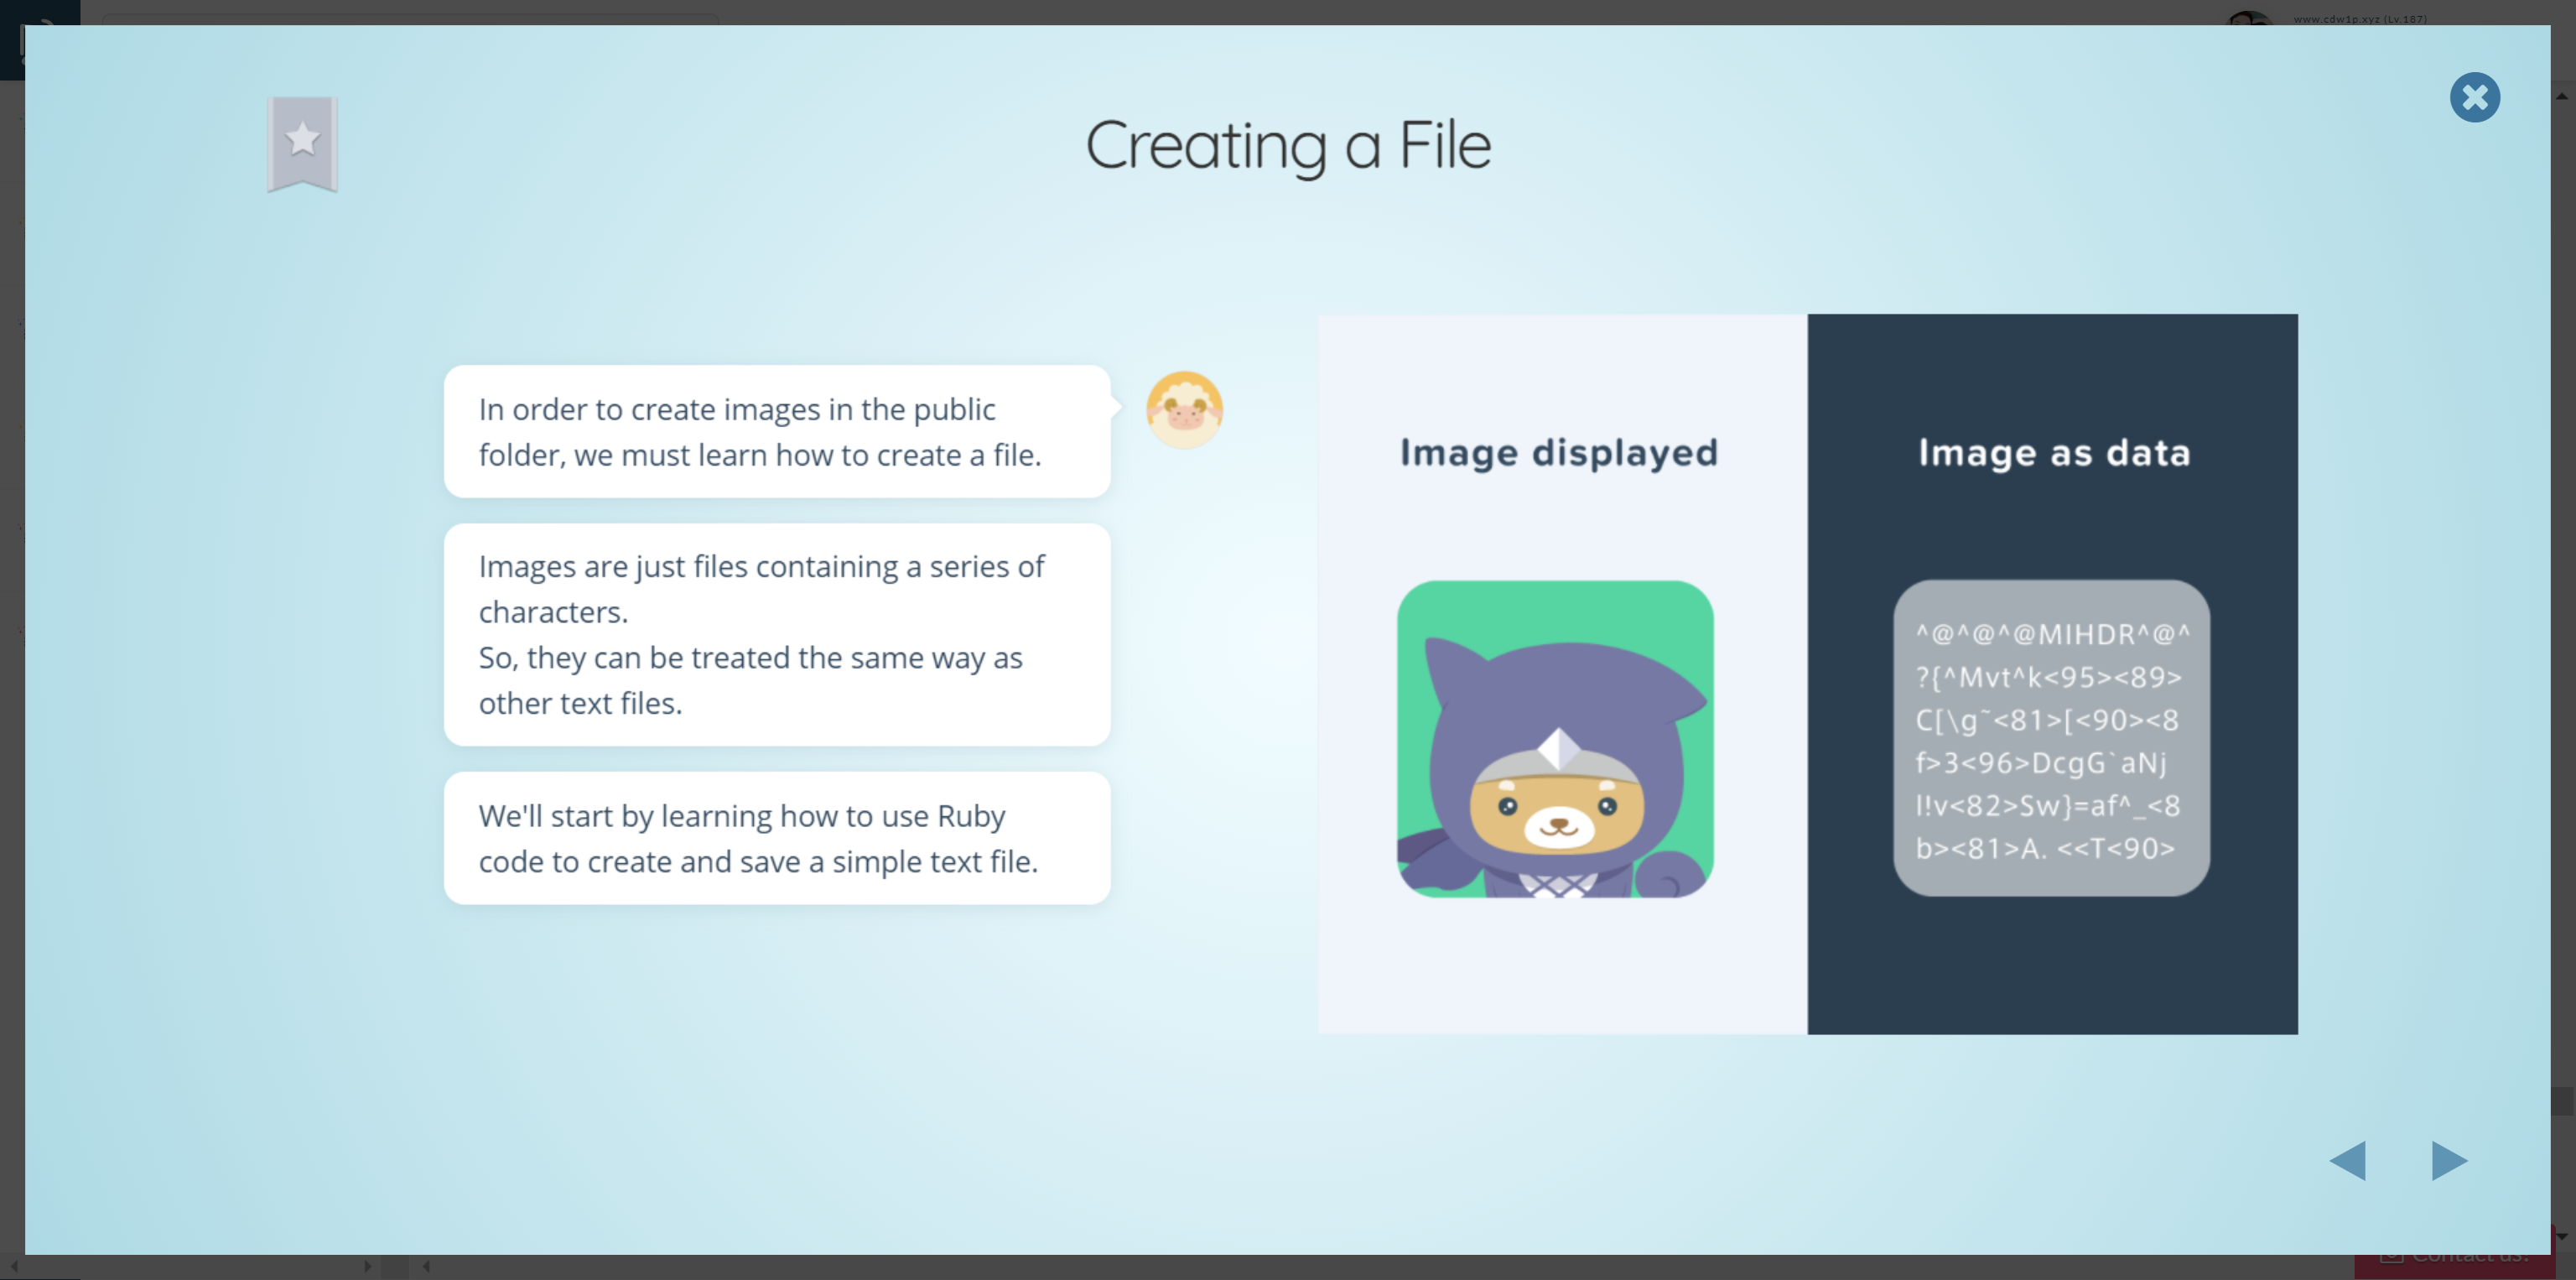 www.cdw1p.xyz (Lv.187)
Creating a File
In order to create images in the public
folder, we must learn how to create a file.
Images are just files containing a series of
characters.
So, they can be treated the same way as
other text files.
We'll start by learning how to use Ruby
code to create and save a simple text file.
Image displayed
Image as data
^@^@^@MIHDR^@^
?{^Mvt^k<95><89>
C[\g~<81>[<90><8
f>3<96>DcgG`aNj
l!v<82>Sw}=af^_<8
b><81>A. <<T<90>
Contact us!